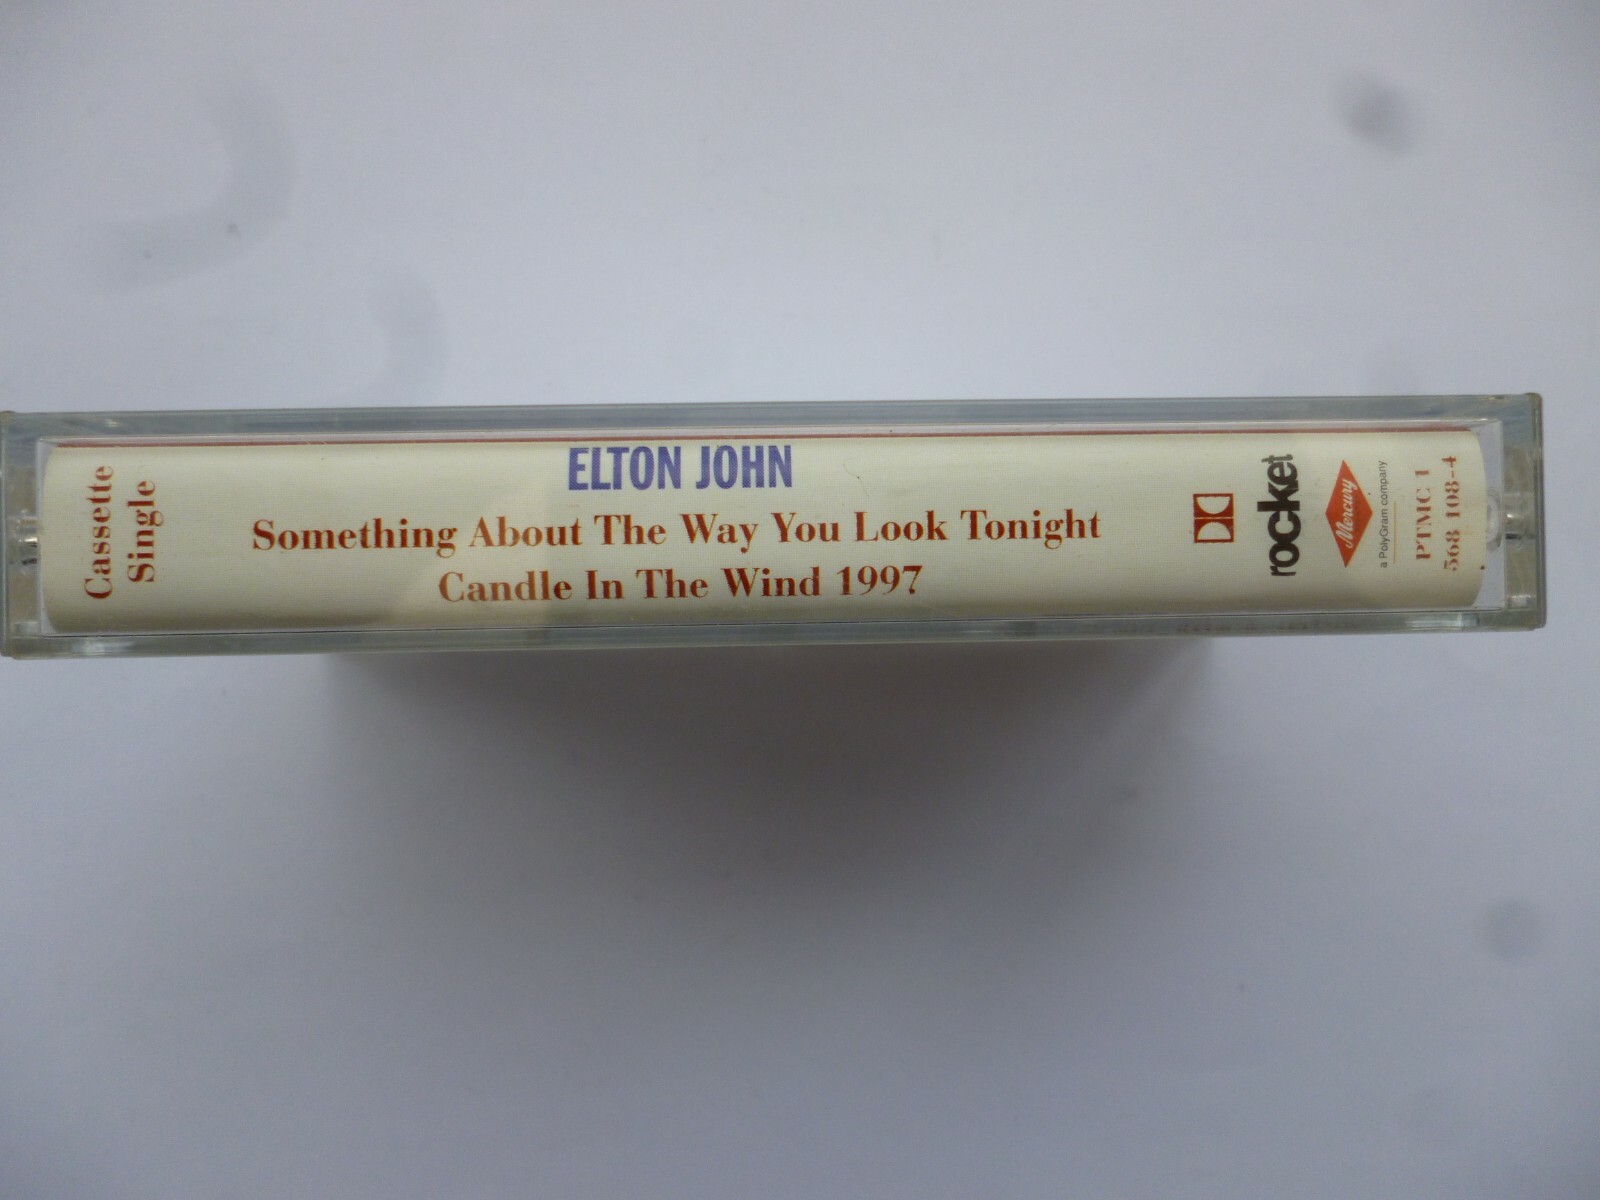 Cassette
Single
ELTON JOHN
Something About The Way You Look Tonight
Candle In The Wind 1997
rocket
Mercury
a PolyGram company
PTMC 1
568 108-4